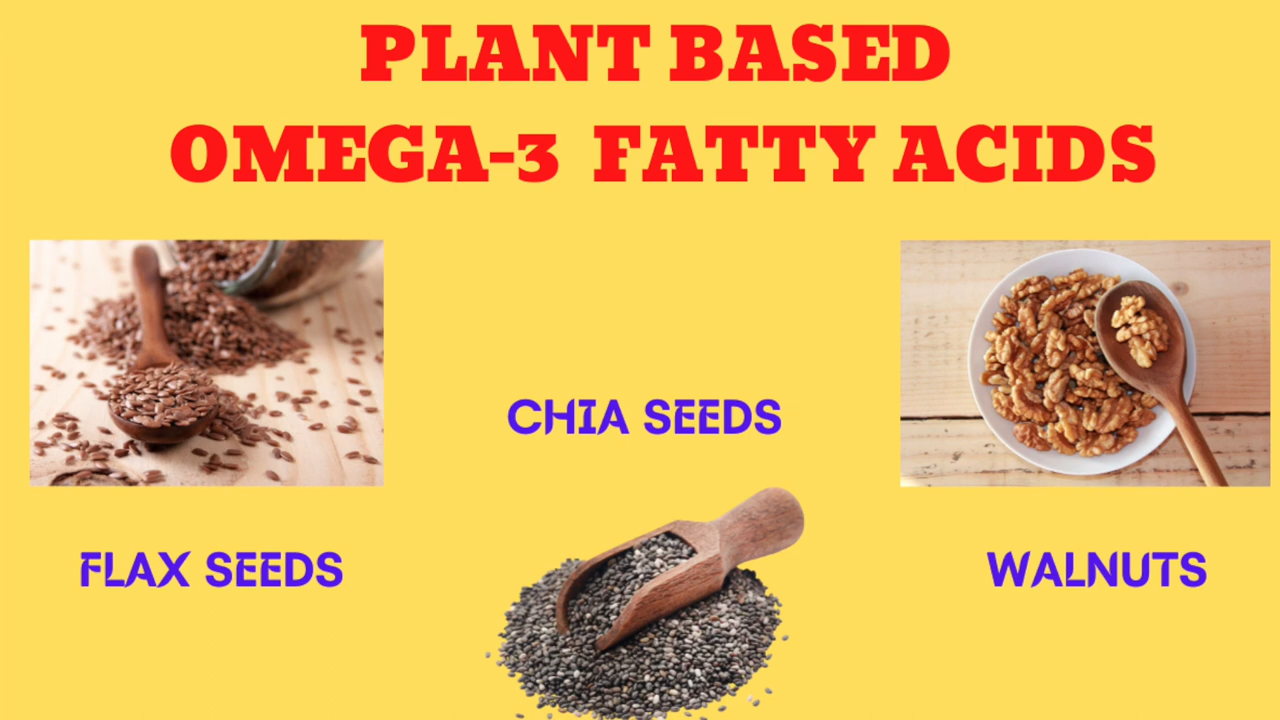 PLANT BASED
OMEGA-3 FATTY ACIDS
CHIA SEEDS
FLAX SEEDS
WALNUTS